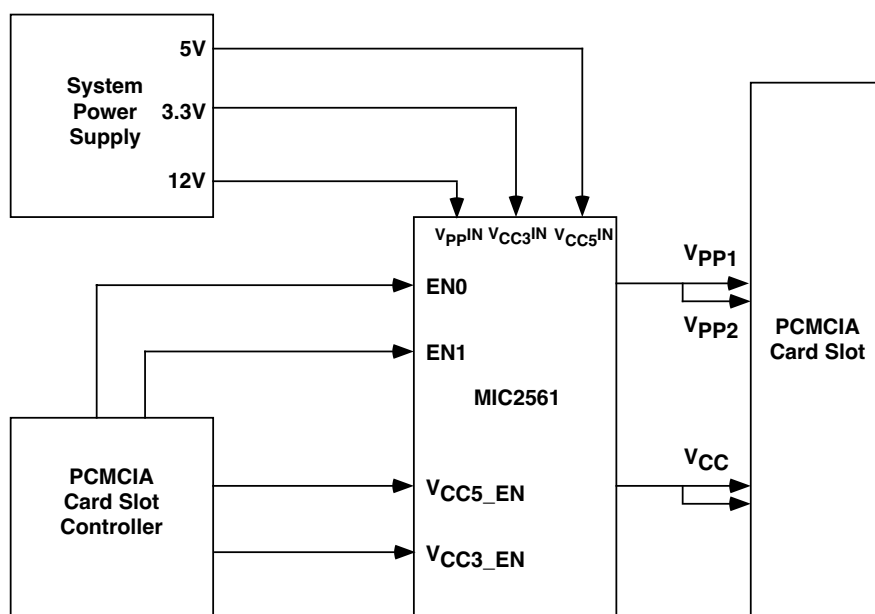 System
Power
Supply
5V
3.3V
12V
VPPIN VCC3IN VCC5IN
EN0
EN1
MIC2561
VCC5_EN
VCC3_EN
PCMCIA
Card Slot
Controller
VPP1
VPP2
VCC
PCMCIA
Card Slot